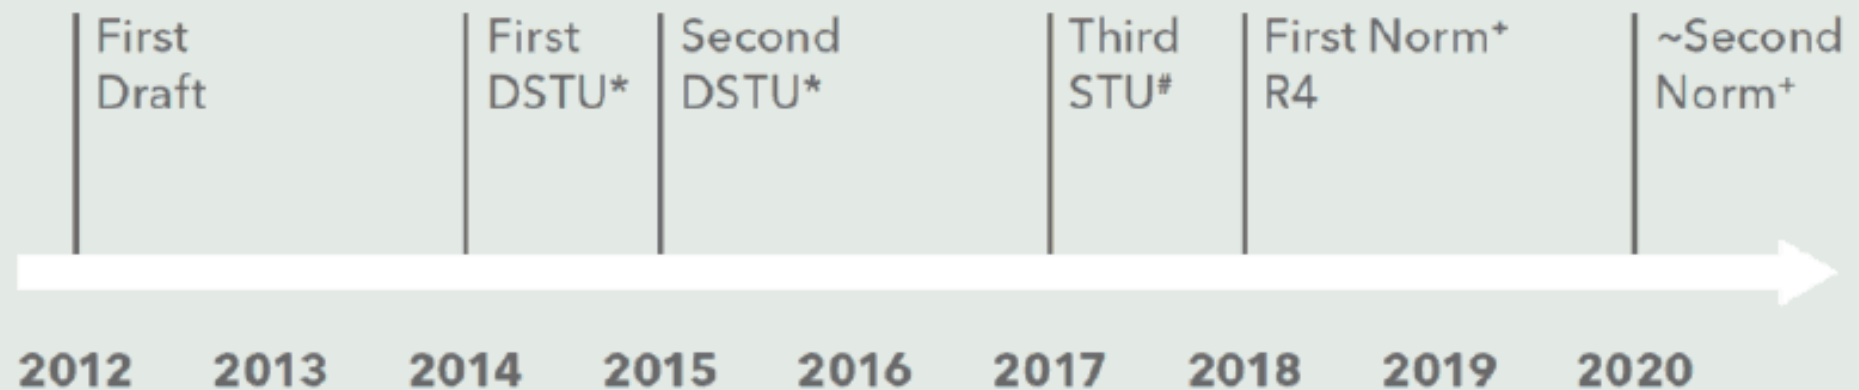 First
Draft
First
DSTU*
Second
DSTU*
Third
STU#
First Norm+
R4
~Second
Norm+
2012 2013 2014 2015 2016 2017 2018 2019 2020